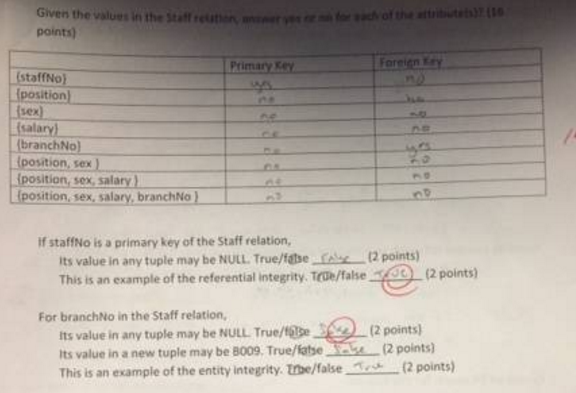 Given the values in the Staff relation, answer yes or no for each of the attribute(s)? (16
points)
Primary Key Foreign Key
{staffNo} yes no
{position} no no
{sex} no no
{salary} no no
{branchNo} no yes
{position, sex } no no
{position, sex, salary } no no
{position, sex, salary, branchNo } no no
If staffNo is a primary key of the Staff relation,
Its value in any tuple may be NULL. True/false False (2 points)
This is an example of the referential integrity. True/false True (2 points)
For branchNo in the Staff relation,
Its value in any tuple may be NULL. True/false False (2 points)
Its value in a new tuple may be B009. True/false False (2 points)
This is an example of the entity integrity. True/false True (2 points)